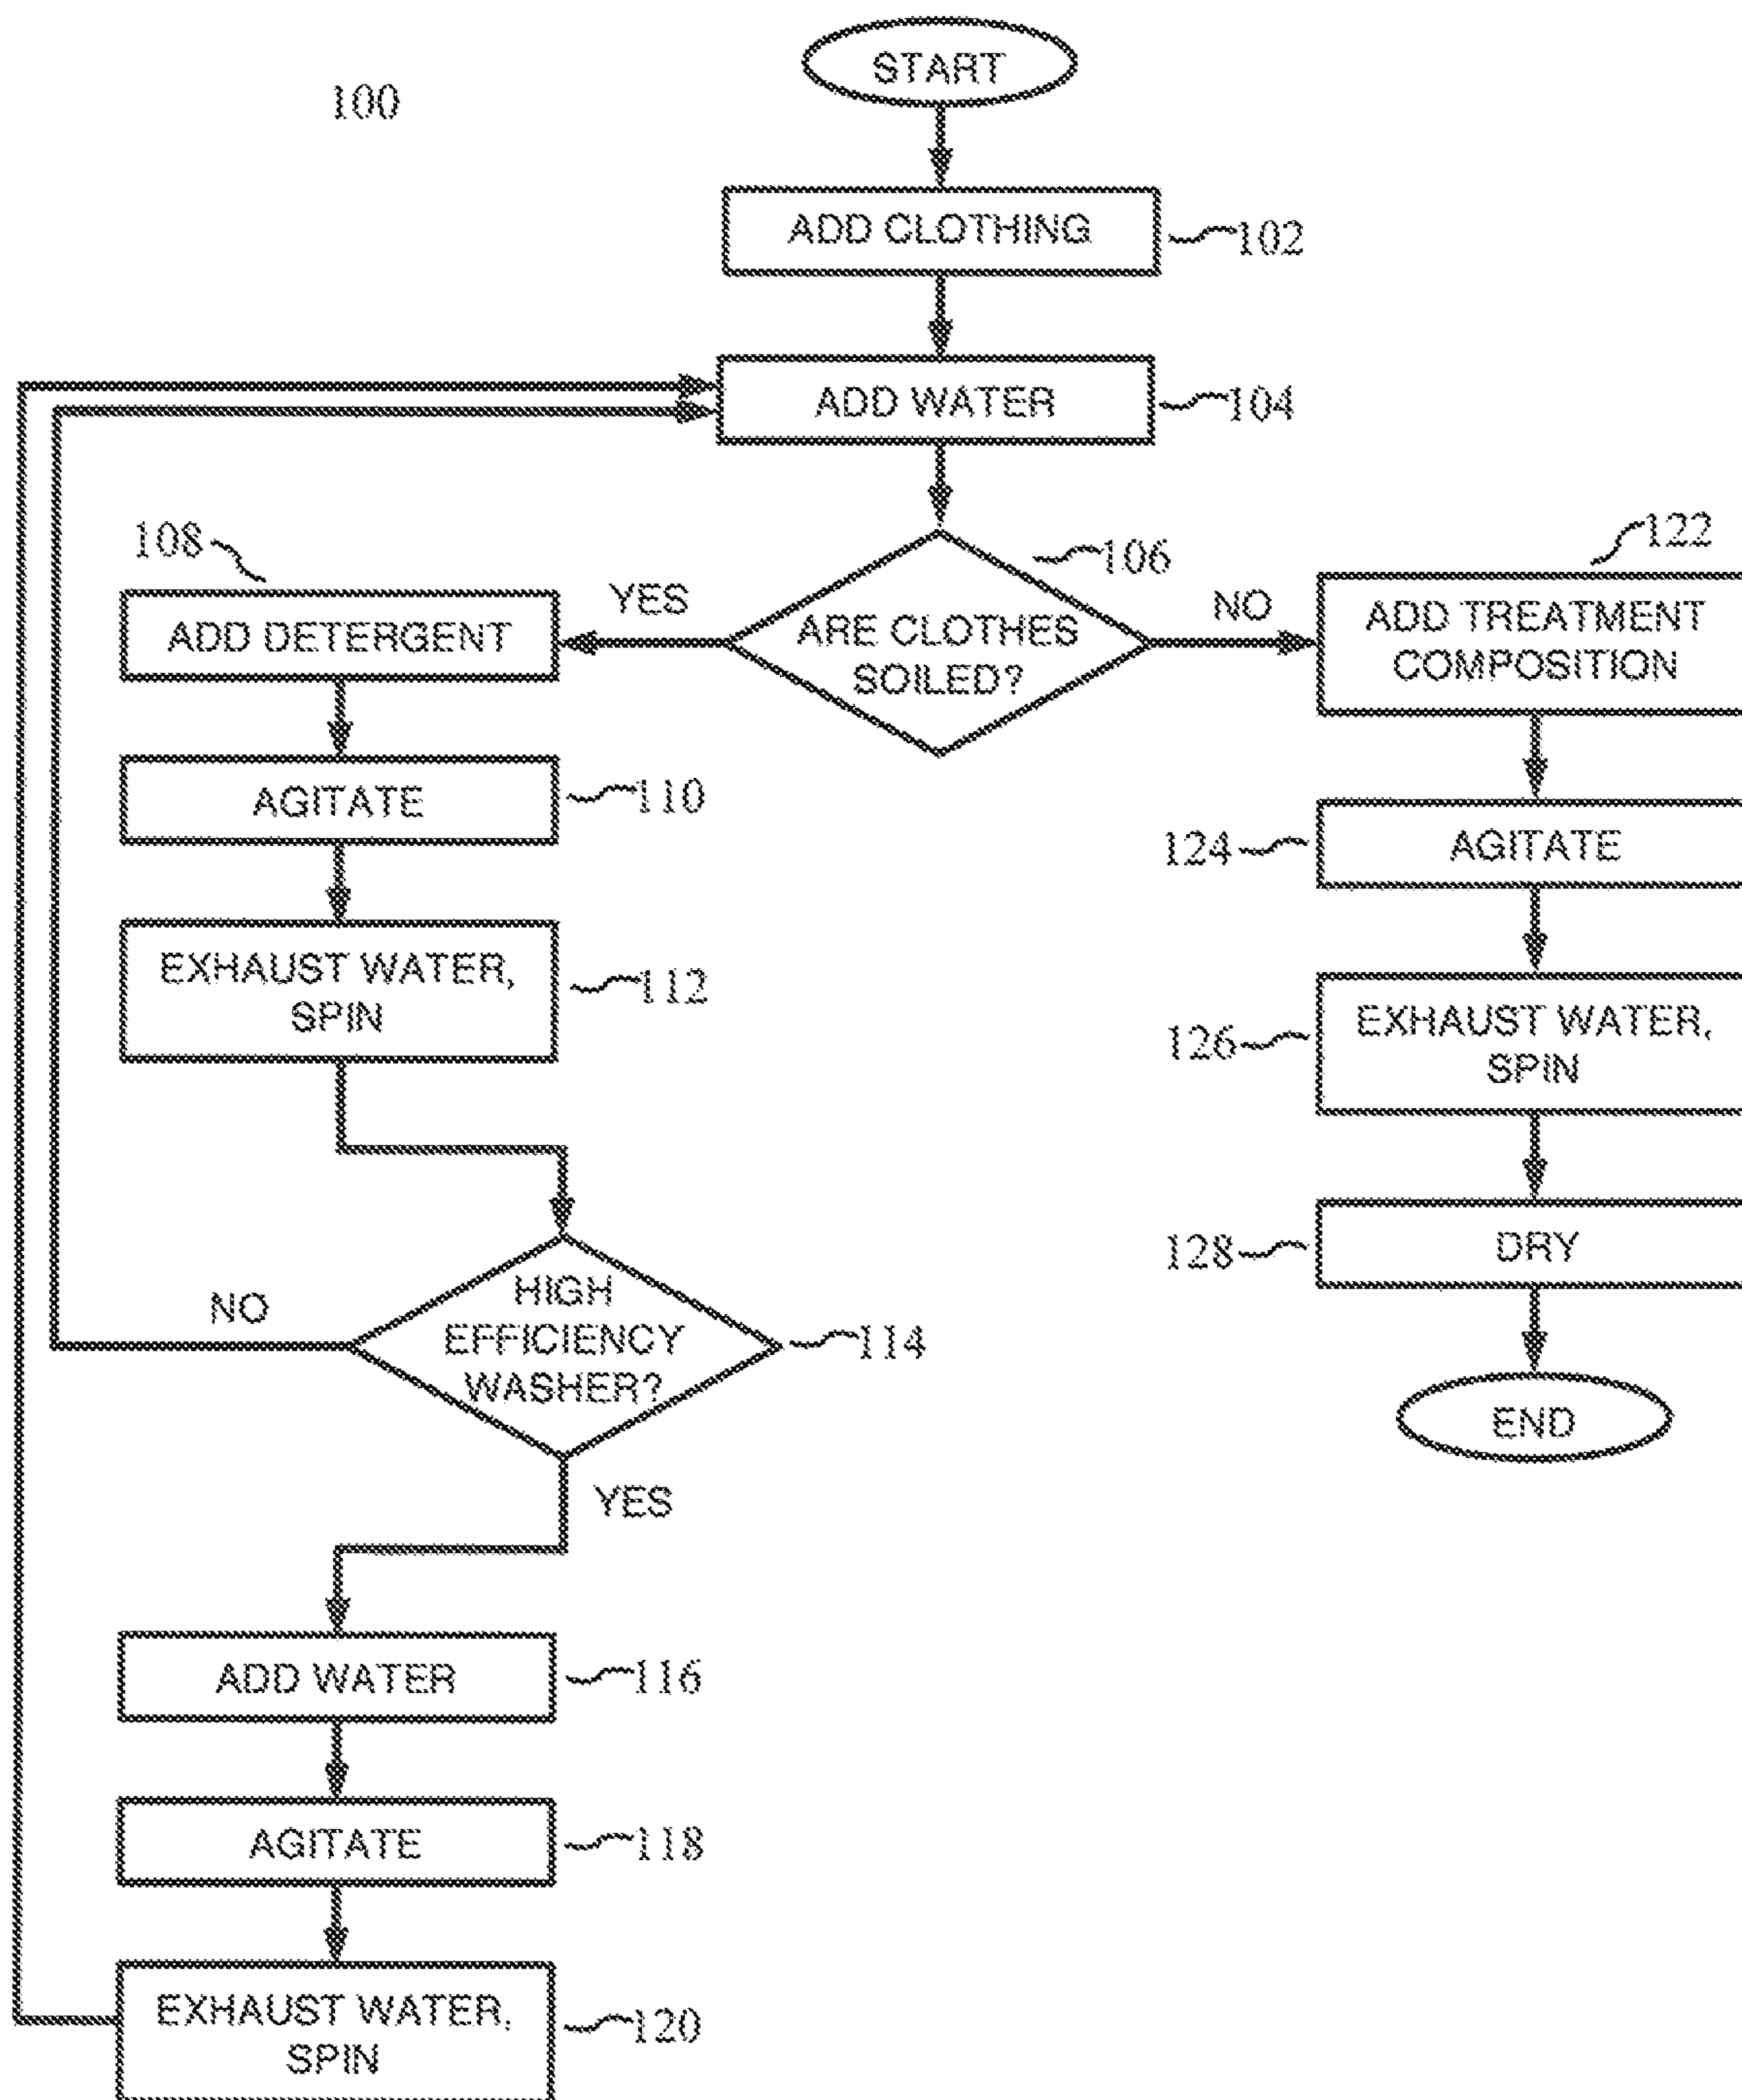 100
START
ADD CLOTHING
102
ADD WATER
104
106
ARE CLOTHES
SOILED?
YES
NO
108
ADD DETERGENT
AGITATE
110
EXHAUST WATER,
SPIN
112
HIGH
EFFICIENCY
WASHER?
114
NO
YES
ADD WATER
116
AGITATE
118
EXHAUST WATER,
SPIN
120
122
ADD TREATMENT
COMPOSITION
124
AGITATE
126
EXHAUST WATER,
SPIN
128
DRY
END